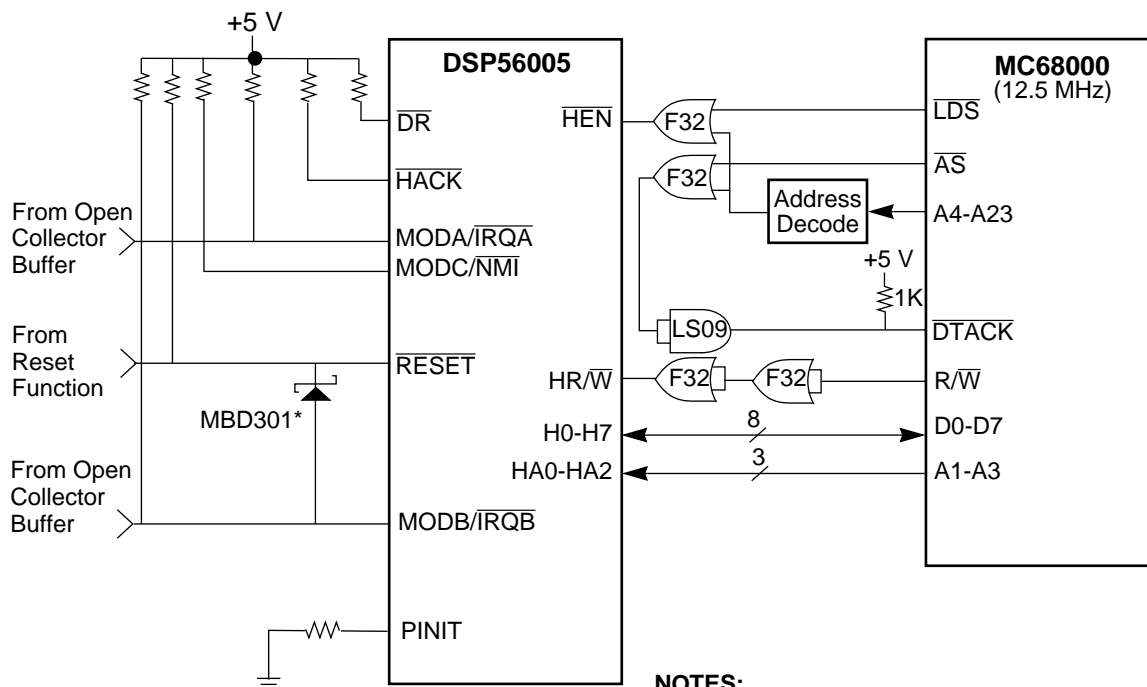 +5 V
DSP56005
MC68000
(12.5 MHz)
DR
HEN
F32
LDS
HACK
F32
AS
Address
Decode
A4-A23
From Open
Collector
Buffer
MODA/IRQA
MODC/NMI
+5 V
1K
LS09
DTACK
From
Reset
Function
RESET
HR/W
F32
F32
R/W
MBD301*
H0-H7
8
D0-D7
HA0-HA2
3
A1-A3
From Open
Collector
Buffer
MODB/IRQB
PINIT
NOTES: